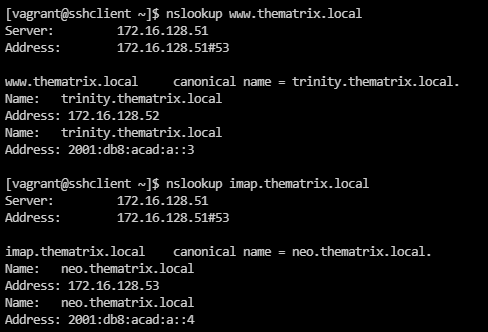 [vagrant@sshclient ~]$ nslookup www.thematrix.local
Server:         172.16.128.51
Address:        172.16.128.51#53

www.thematrix.local     canonical name = trinity.thematrix.local.
Name:   trinity.thematrix.local
Address: 172.16.128.52
Name:   trinity.thematrix.local
Address: 2001:db8:acad:a::3

[vagrant@sshclient ~]$ nslookup imap.thematrix.local
Server:         172.16.128.51
Address:        172.16.128.51#53

imap.thematrix.local    canonical name = neo.thematrix.local.
Name:   neo.thematrix.local
Address: 172.16.128.53
Name:   neo.thematrix.local
Address: 2001:db8:acad:a::4